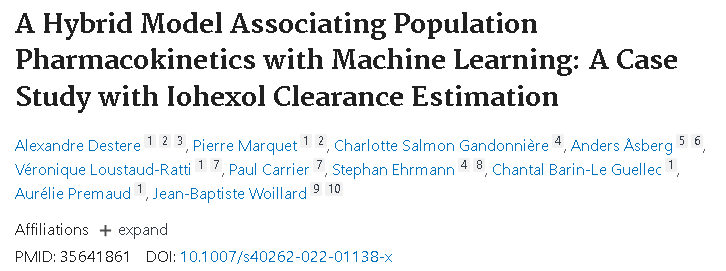 A Hybrid Model Associating Population
Pharmacokinetics with Machine Learning: A Case
Study with Iohexol Clearance Estimation
Alexandre Destere 1 2 3, Pierre Marquet 1 2, Charlotte Salmon Gandonnière 4, Anders Åsberg 5 6,
Véronique Loustaud-Ratti 1 7, Paul Carrier 7, Stephan Ehrmann 4 8, Chantal Barin-Le Guellec 1,
Aurélie Premaud 1, Jean-Baptiste Woillard 9 10
Affiliations + expand
PMID: 35641861 DOI: 10.1007/s40262-022-01138-x